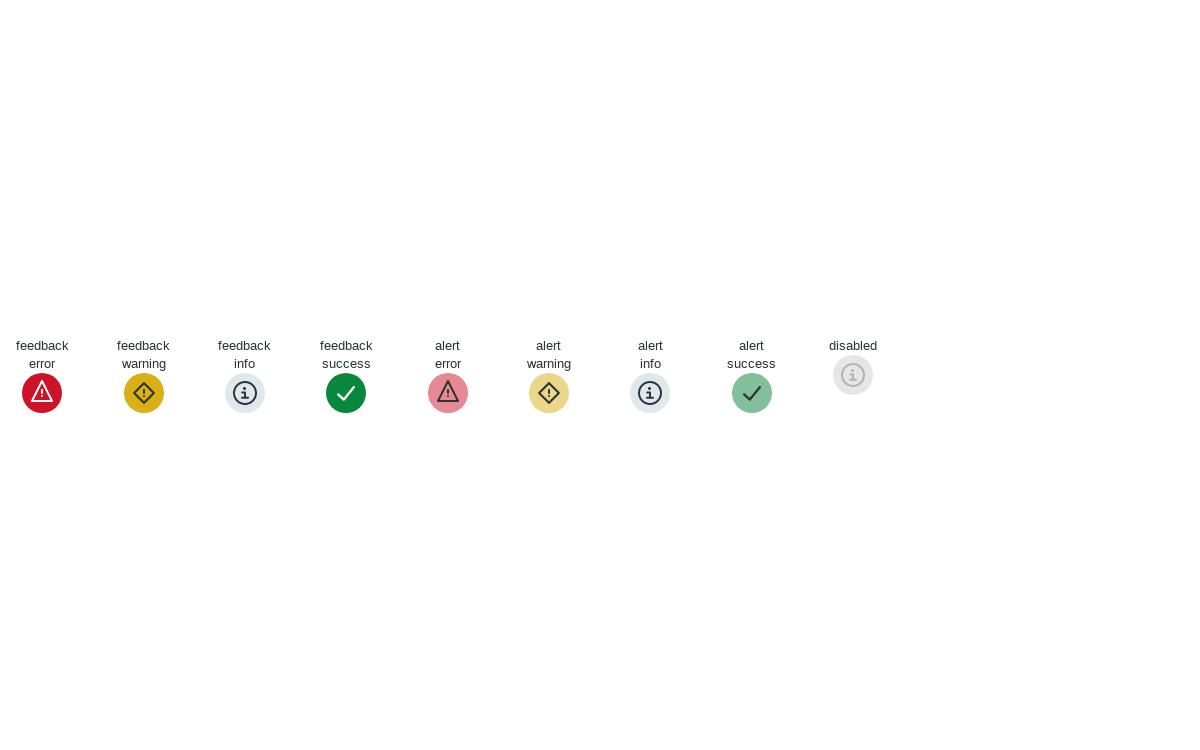 feedback
error
feedback
warning
feedback
info
feedback
success
alert
error
alert
warning
alert
info
alert
success
disabled